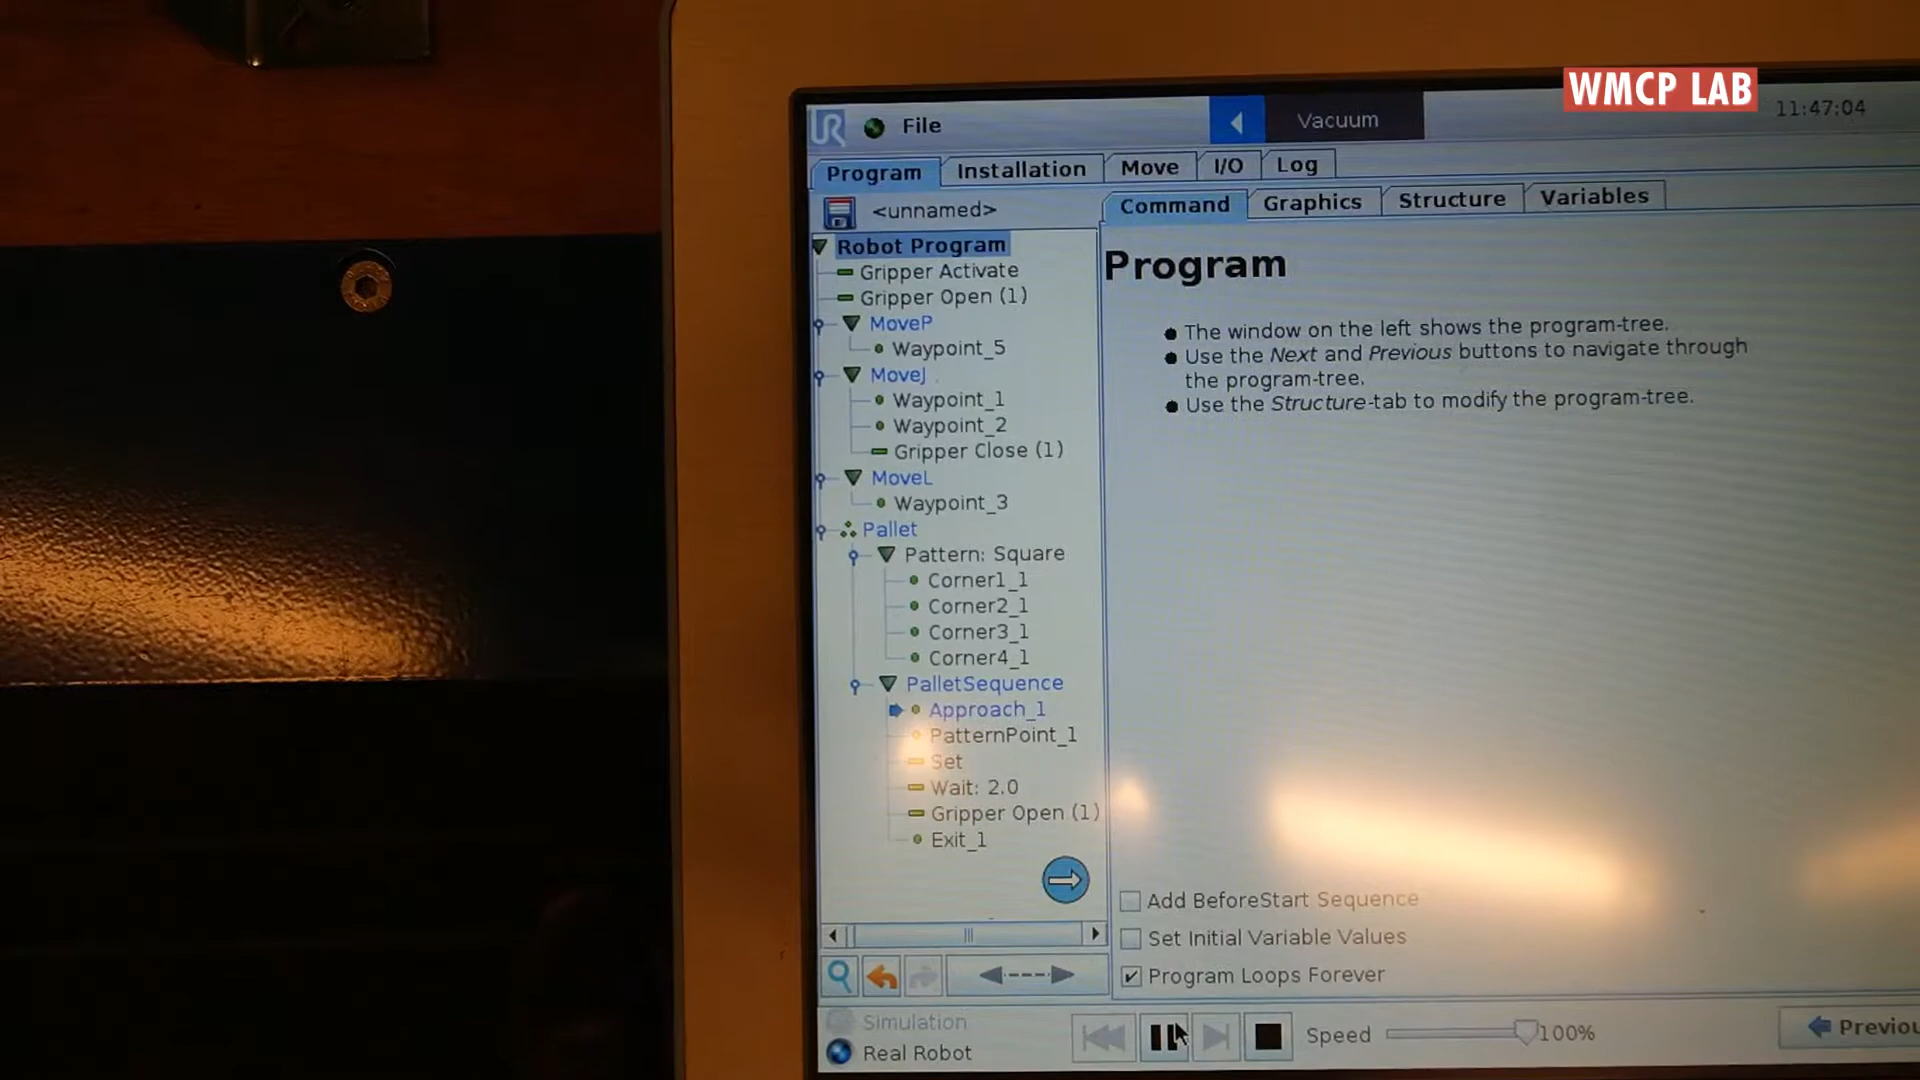 WMCP LAB
UR File Vacuum 11:47:04
Program Installation Move I/O Log
<unnamed>
Command Graphics Structure Variables
Robot Program
Gripper Activate
Gripper Open (1)
MoveP
Waypoint_5
MoveJ
Waypoint_1
Waypoint_2
Gripper Close (1)
MoveL
Waypoint_3
Pallet
Pattern: Square
Corner1_1
Corner2_1
Corner3_1
Corner4_1
PalletSequence
Approach_1
PatternPoint_1
Set
Wait: 2.0
Gripper Open (1)
Exit_1
Program
The window on the left shows the program-tree.
Use the Next and Previous buttons to navigate through
the program-tree.
Use the Structure-tab to modify the program-tree.
Add BeforeStart Sequence
Set Initial Variable Values
Program Loops Forever
Simulation
Real Robot
Speed 100%
Previou